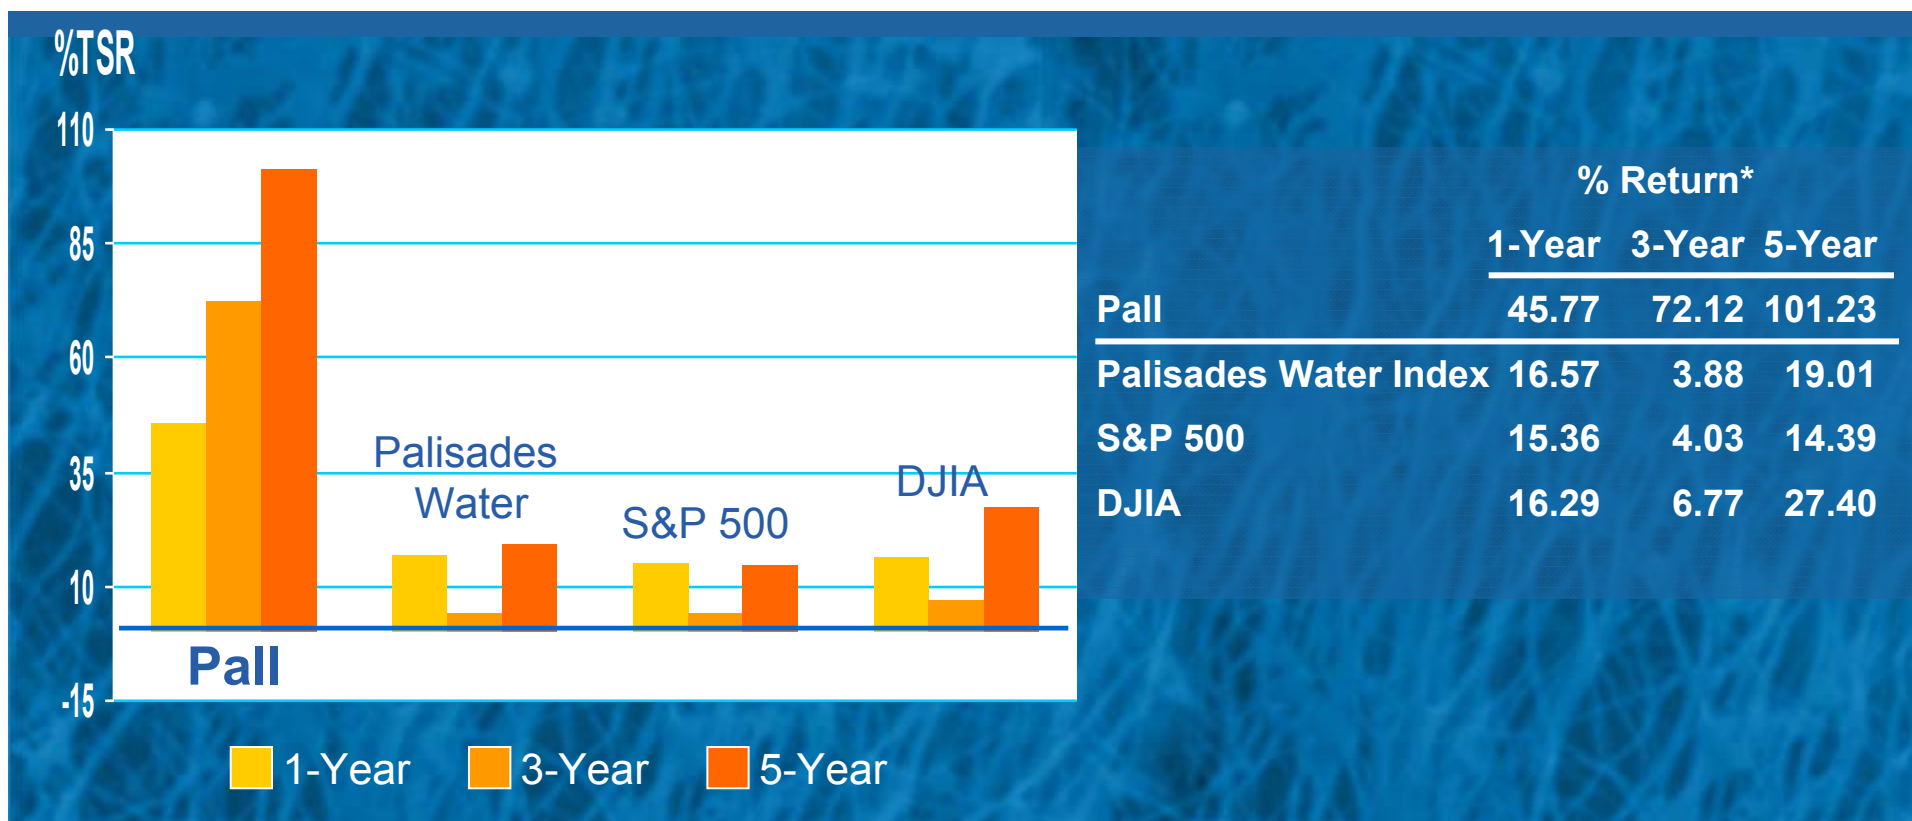 %TSR
110
85
60
35
10
-15
Palisades
Water
S&P 500
DJIA
Pall
1-Year 3-Year 5-Year
% Return*
1-Year 3-Year 5-Year
Pall 45.77 72.12 101.23
Palisades Water Index 16.57 3.88 19.01
S&P 500 15.36 4.03 14.39
DJIA 16.29 6.77 27.40